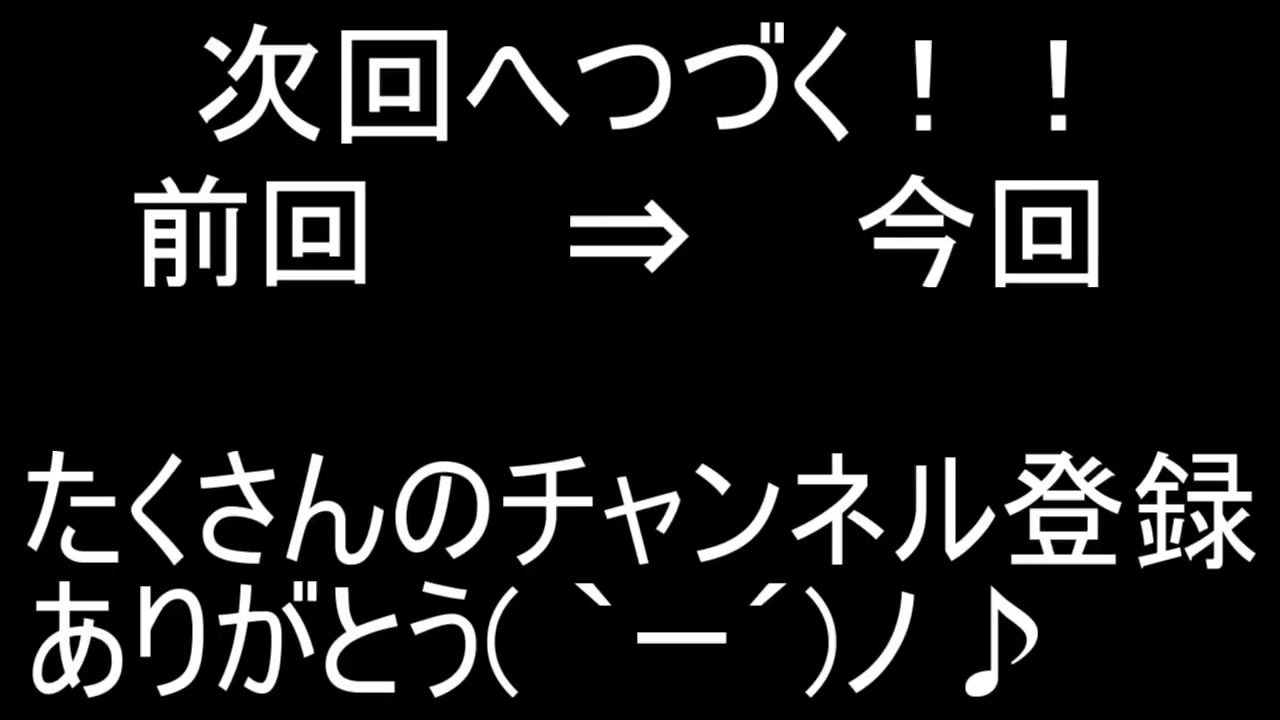 次回へつづく！！
前回　　⇒　　今回
たくさんのチャンネル登録
ありがとう(｀ー´)ノ♪